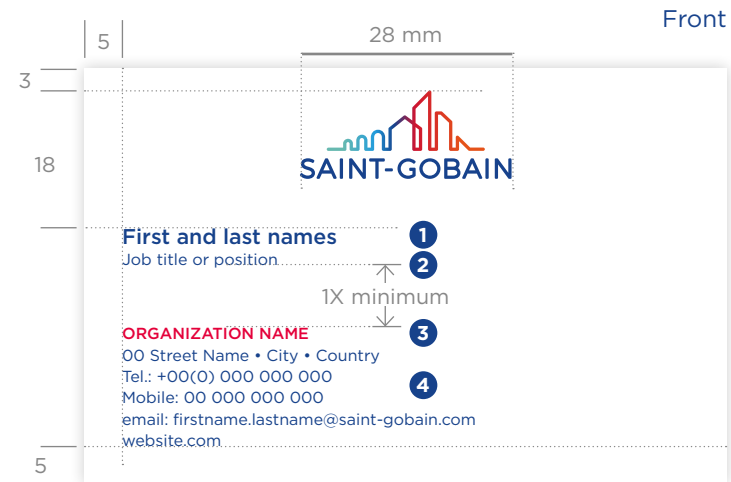 Front
5
28 mm
3
SAINT-GOBAIN
18
First and last names 1
Job title or position 2
1X minimum
ORGANIZATION NAME 3
00 Street Name • City • Country
Tel.: +00(0) 000 000 000
4
Mobile: 00 000 000 000
email: firstname.lastname@saint-gobain.com
website.com
5